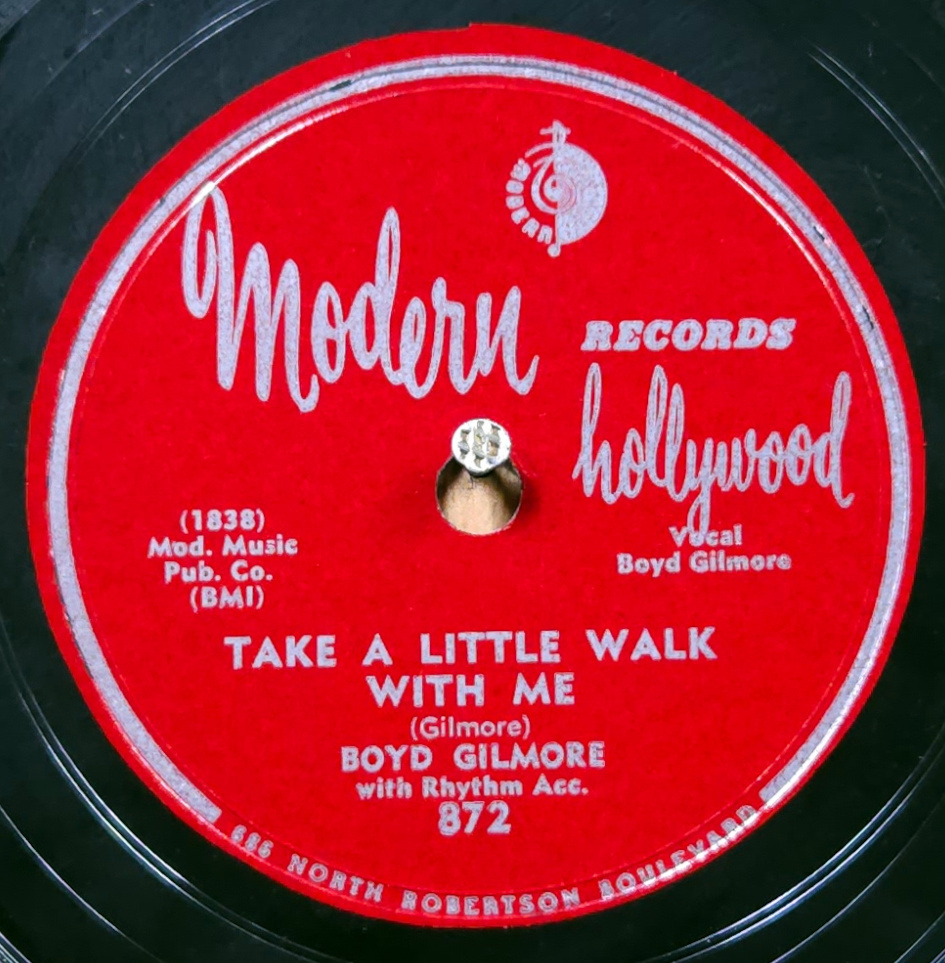 MODERN
Modern
RECORDS
hollywood
(1838)
Mod. Music
Pub. Co.
(BMI)
Vocal
Boyd Gilmore
TAKE A LITTLE WALK
WITH ME
(Gilmore)
BOYD GILMORE
with Rhythm Acc.
872
686 NORTH ROBERTSON BOULEVARD